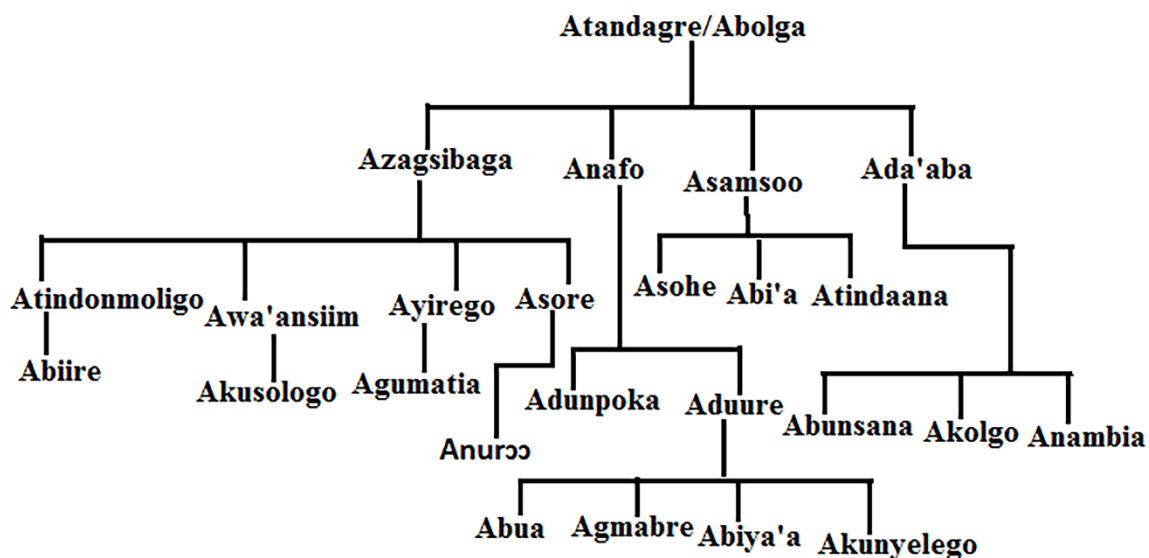 Atandagre/Abolga
Azagsibaga
Anafo
Asamsoo
Ada'aba
Atindonmoligo
Awa'ansiim
Ayirego
Asore
Asohe
Abi'a
Atindaana
Abiire
Akusologo
Agumatia
Anurɔɔ
Adunpoka
Aduure
Abunsana
Akolgo
Anambia
Abua
Agmabre
Abiya'a
Akunyelego